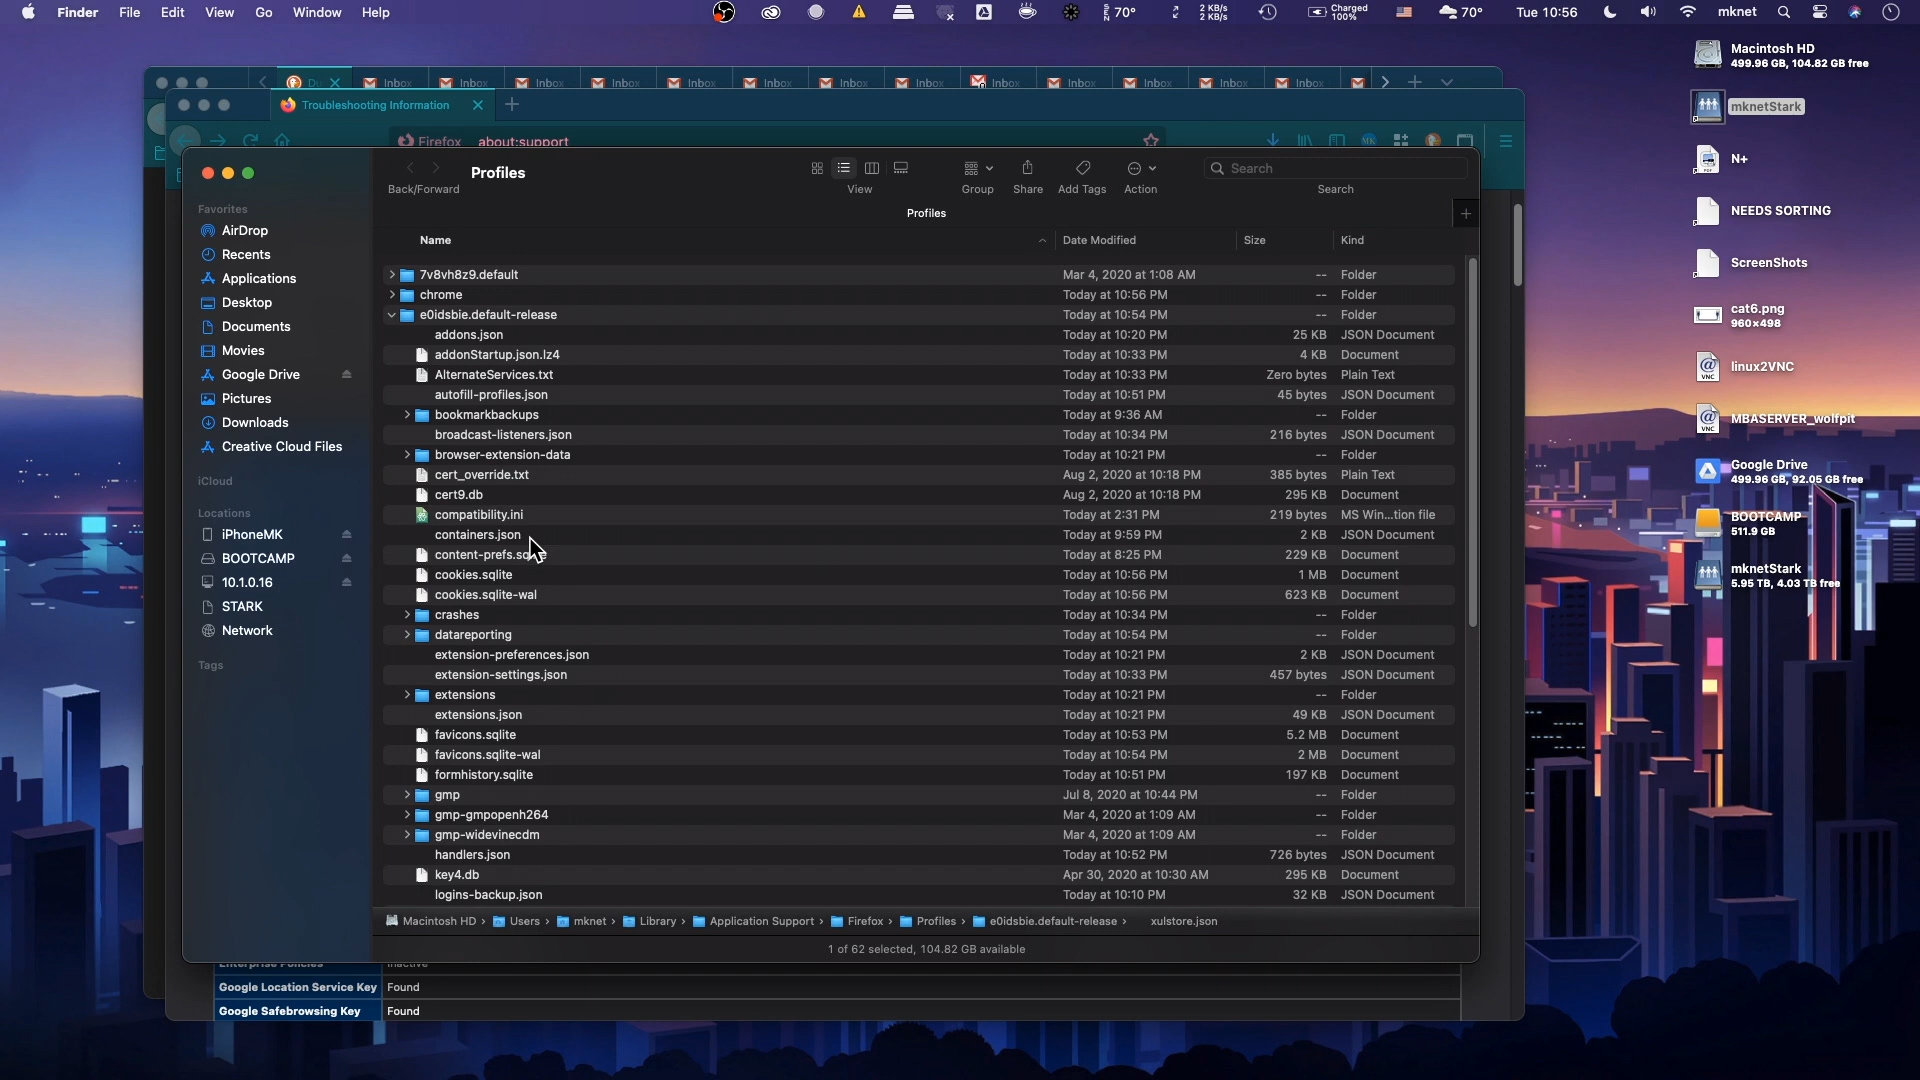 Finder File Edit View Go Window Help
70° 2 KB/s 2 KB/s Charged 100% 70° Tue 10:56 mknet
Inbox Inbox Inbox Inbox Inbox Inbox Inbox Inbox Inbox Inbox Inbox Inbox Inbox
Troubleshooting Information
Firefox about:support
Profiles
Back/Forward View Group Share Add Tags Action Search
Search
Profiles
Name Date Modified Size Kind
Favorites
AirDrop
Recents
Applications
Desktop
Documents
Movies
Google Drive
Pictures
Downloads
Creative Cloud Files
iCloud
Locations
iPhoneMK
BOOTCAMP
10.1.0.16
STARK
Network
Tags
7v8vh8z9.default Mar 4, 2020 at 1:08 AM -- Folder
chrome Today at 10:56 PM -- Folder
e0idsbie.default-release Today at 10:54 PM -- Folder
addons.json Today at 10:20 PM 25 KB JSON Document
addonStartup.json.lz4 Today at 10:33 PM 4 KB Document
AlternateServices.txt Today at 10:33 PM Zero bytes Plain Text
autofill-profiles.json Today at 10:51 PM 45 bytes JSON Document
bookmarkbackups Today at 9:36 AM -- Folder
broadcast-listeners.json Today at 10:34 PM 216 bytes JSON Document
browser-extension-data Today at 10:21 PM -- Folder
cert_override.txt Aug 2, 2020 at 10:18 PM 385 bytes Plain Text
cert9.db Aug 2, 2020 at 10:18 PM 295 KB Document
compatibility.ini Today at 2:31 PM 219 bytes MS Win...tion file
containers.json Today at 9:59 PM 2 KB JSON Document
content-prefs.sqlite Today at 8:25 PM 229 KB Document
cookies.sqlite Today at 10:56 PM 1 MB Document
cookies.sqlite-wal Today at 10:56 PM 623 KB Document
crashes Today at 10:34 PM -- Folder
datareporting Today at 10:54 PM -- Folder
extension-preferences.json Today at 10:21 PM 2 KB JSON Document
extension-settings.json Today at 10:33 PM 457 bytes JSON Document
extensions Today at 10:21 PM -- Folder
extensions.json Today at 10:21 PM 49 KB JSON Document
favicons.sqlite Today at 10:53 PM 5.2 MB Document
favicons.sqlite-wal Today at 10:54 PM 2 MB Document
formhistory.sqlite Today at 10:51 PM 197 KB Document
gmp Jul 8, 2020 at 10:44 PM -- Folder
gmp-gmpopenh264 Mar 4, 2020 at 1:09 AM -- Folder
gmp-widevinecdm Mar 4, 2020 at 1:09 AM -- Folder
handlers.json Today at 10:52 PM 726 bytes JSON Document
key4.db Apr 30, 2020 at 10:30 AM 295 KB Document
logins-backup.json Today at 10:10 PM 32 KB JSON Document
Macintosh HD › Users › mknet › Library › Application Support › Firefox › Profiles › e0idsbie.default-release › xulstore.json
1 of 62 selected, 104.82 GB available
Enterprise Policies Inactive
Google Location Service Key Found
Google Safebrowsing Key Found
Macintosh HD
499.96 GB, 104.82 GB free
mknetStark
N+
NEEDS SORTING
ScreenShots
cat6.png
960×498
linux2VNC
MBASERVER_wolfpit
Google Drive
499.96 GB, 92.05 GB free
BOOTCAMP
511.9 GB
mknetStark
5.95 TB, 4.03 TB free